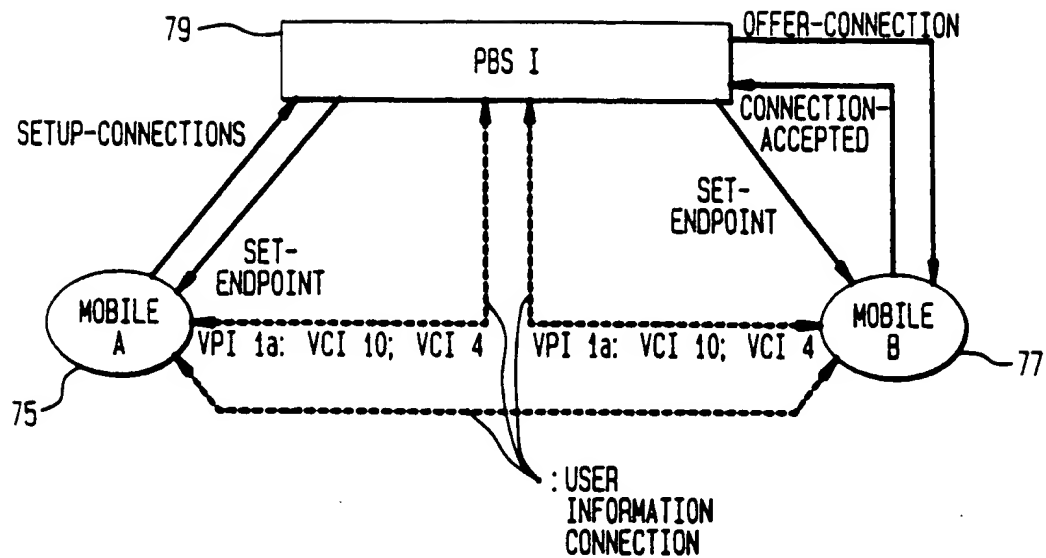 79
PBS I
OFFER-CONNECTION
SETUP-CONNECTIONS
CONNECTION-
ACCEPTED
SET-
ENDPOINT
SET-
ENDPOINT
MOBILE
A
VPI 1a: VCI 10; VCI 4
VPI 1a: VCI 10; VCI 4
MOBILE
B
75
77
: USER
INFORMATION
CONNECTION